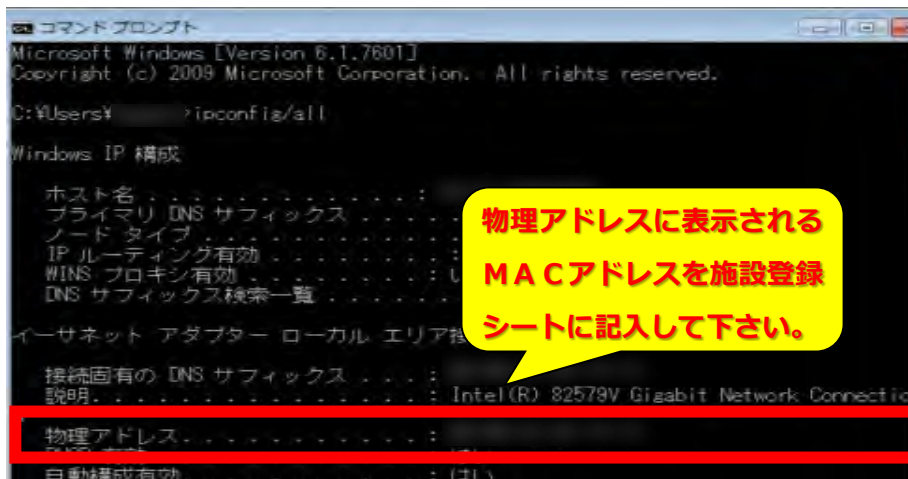 コマンド プロンプト
Microsoft Windows [Version 6.1.7601]
Copyright (c) 2009 Microsoft Corporation.  All rights reserved.
C:¥Users¥ >ipconfig/all
Windows IP 構成
ホスト名 . . . . . . . . . . . . . . :
プライマリ DNS サフィックス . . . . .
ノード タイプ . . . . . . . . . . . .
IP ルーティング有効 . . . . . . . . . :
WINS プロキシ有効 . . . . . . . . . . : い
DNS サフィックス検索一覧 . . . . . .
イーサネット アダプター ローカル エリア接
物理アドレスに表示される
ＭＡＣアドレスを施設登録
シートに記入して下さい。
接続固有の DNS サフィックス . . . . :
説明. . . . . . . . . . . . . . . . : Intel(R) 82579V Gigabit Network Connectio
物理アドレス. . . . . . . . . . . . :
自動構成有効 . . . . . . . . . . . . : はい